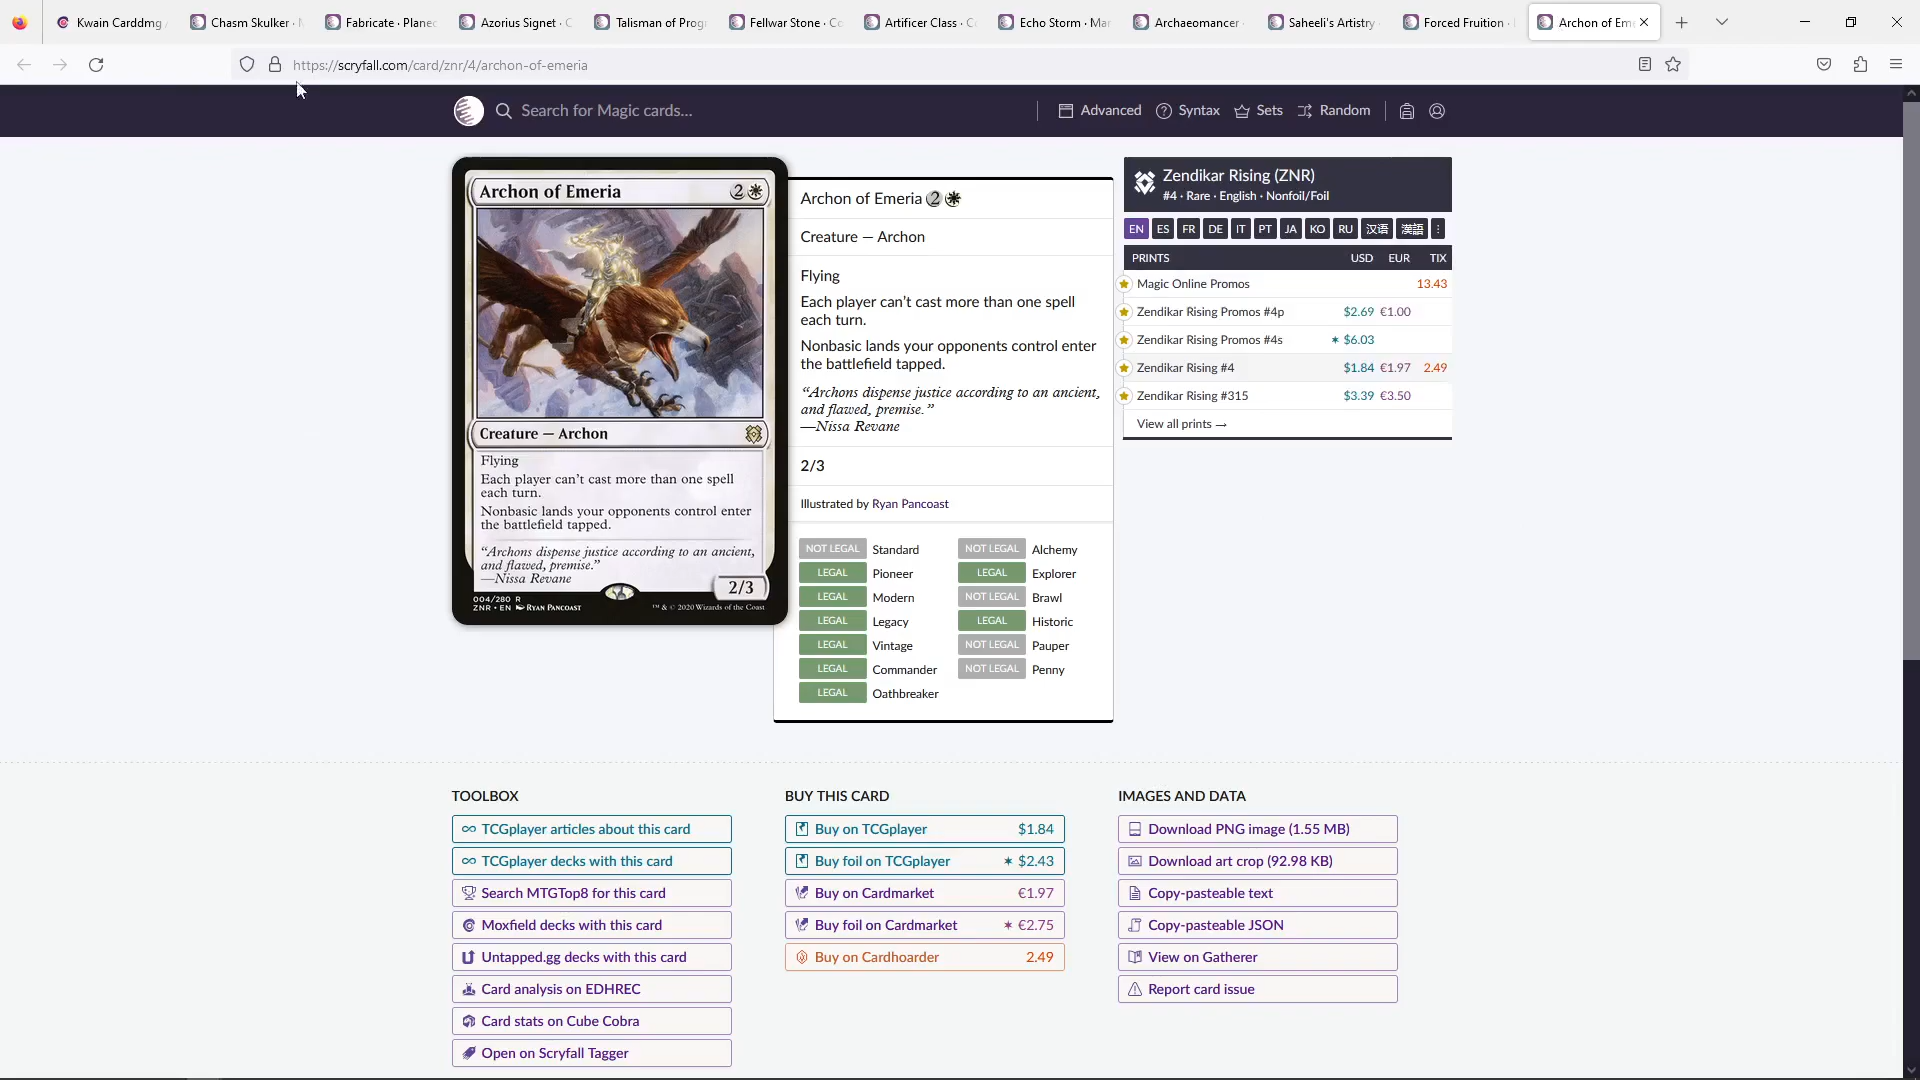 Kwain Carddmg
Chasm Skulker ·
Fabricate · Planec
Azorius Signet · C
Talisman of Progr
Fellwar Stone · Co
Artificer Class · Co
Echo Storm · Mar
Archaeomancer
Saheeli's Artistry
Forced Fruition ·
Archon of Em
https://scryfall.com/card/znr/4/archon-of-emeria
Search for Magic cards...
Advanced
Syntax
Sets
Random
Archon of Emeria 2
Flying
Each player can't cast more than one spell
each turn.
Nonbasic lands your opponents control enter
the battlefield tapped.
"Archons dispense justice according to an ancient,
and flawed, premise."
—Nissa Revane
Creature — Archon
2/3
004/280 R
ZNR • EN RYAN PANCOAST
™ & © 2020 Wizards of the Coast
Archon of Emeria 2
Creature — Archon
Flying
Each player can't cast more than one spell
each turn.
Nonbasic lands your opponents control enter
the battlefield tapped.
"Archons dispense justice according to an ancient,
and flawed, premise."
—Nissa Revane
2/3
Illustrated by Ryan Pancoast
NOT LEGAL Standard NOT LEGAL Alchemy
LEGAL Pioneer LEGAL Explorer
LEGAL Modern NOT LEGAL Brawl
LEGAL Legacy LEGAL Historic
LEGAL Vintage NOT LEGAL Pauper
LEGAL Commander NOT LEGAL Penny
LEGAL Oathbreaker
Zendikar Rising (ZNR)
#4 · Rare · English · Nonfoil/Foil
EN ES FR DE IT PT JA KO RU 汉语 漢語
PRINTS USD EUR TIX
Magic Online Promos 13.43
Zendikar Rising Promos #4p $2.69 €1.00
Zendikar Rising Promos #4s ✶ $6.03
Zendikar Rising #4 $1.84 €1.97 2.49
Zendikar Rising #315 $3.39 €3.50
View all prints →
TOOLBOX
TCGplayer articles about this card
TCGplayer decks with this card
Search MTGTop8 for this card
Moxfield decks with this card
Untapped.gg decks with this card
Card analysis on EDHREC
Card stats on Cube Cobra
Open on Scryfall Tagger
BUY THIS CARD
Buy on TCGplayer $1.84
Buy foil on TCGplayer ✶ $2.43
Buy on Cardmarket €1.97
Buy foil on Cardmarket ✶ €2.75
Buy on Cardhoarder 2.49
IMAGES AND DATA
Download PNG image (1.55 MB)
Download art crop (92.98 KB)
Copy-pasteable text
Copy-pasteable JSON
View on Gatherer
Report card issue